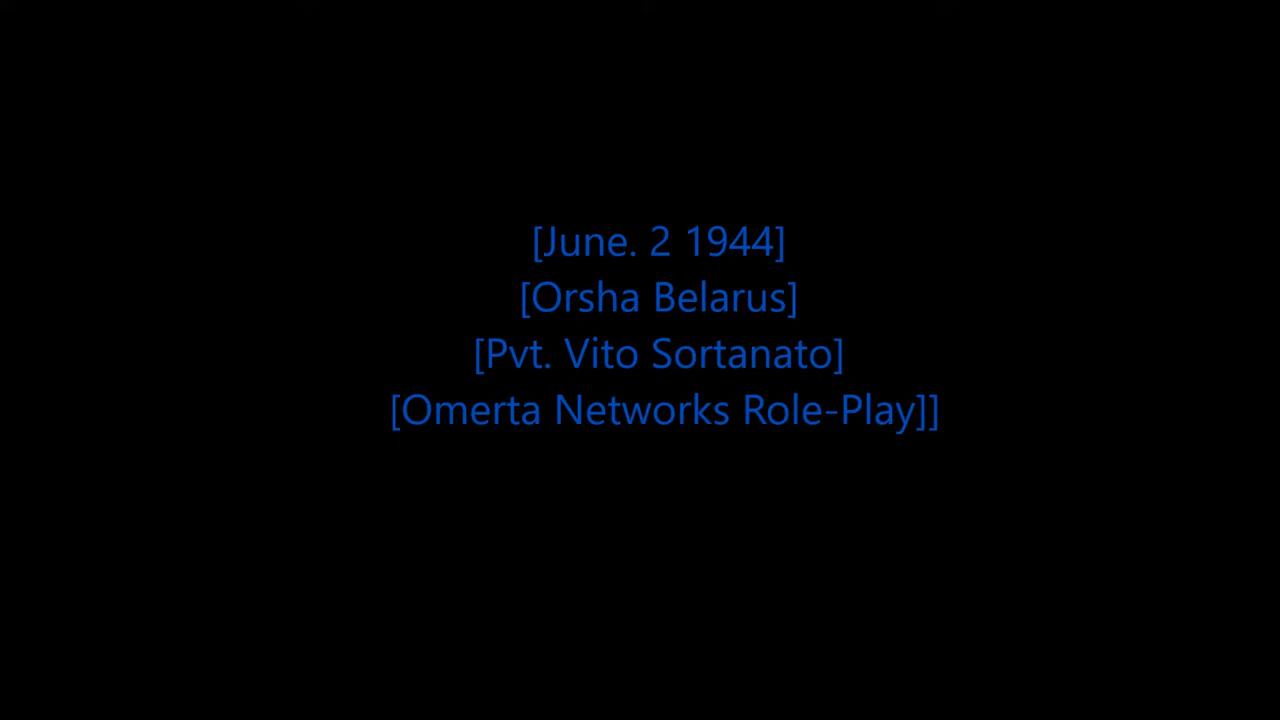 [June. 2 1944]
[Orsha Belarus]
[Pvt. Vito Sortanato]
[Omerta Networks Role-Play]]